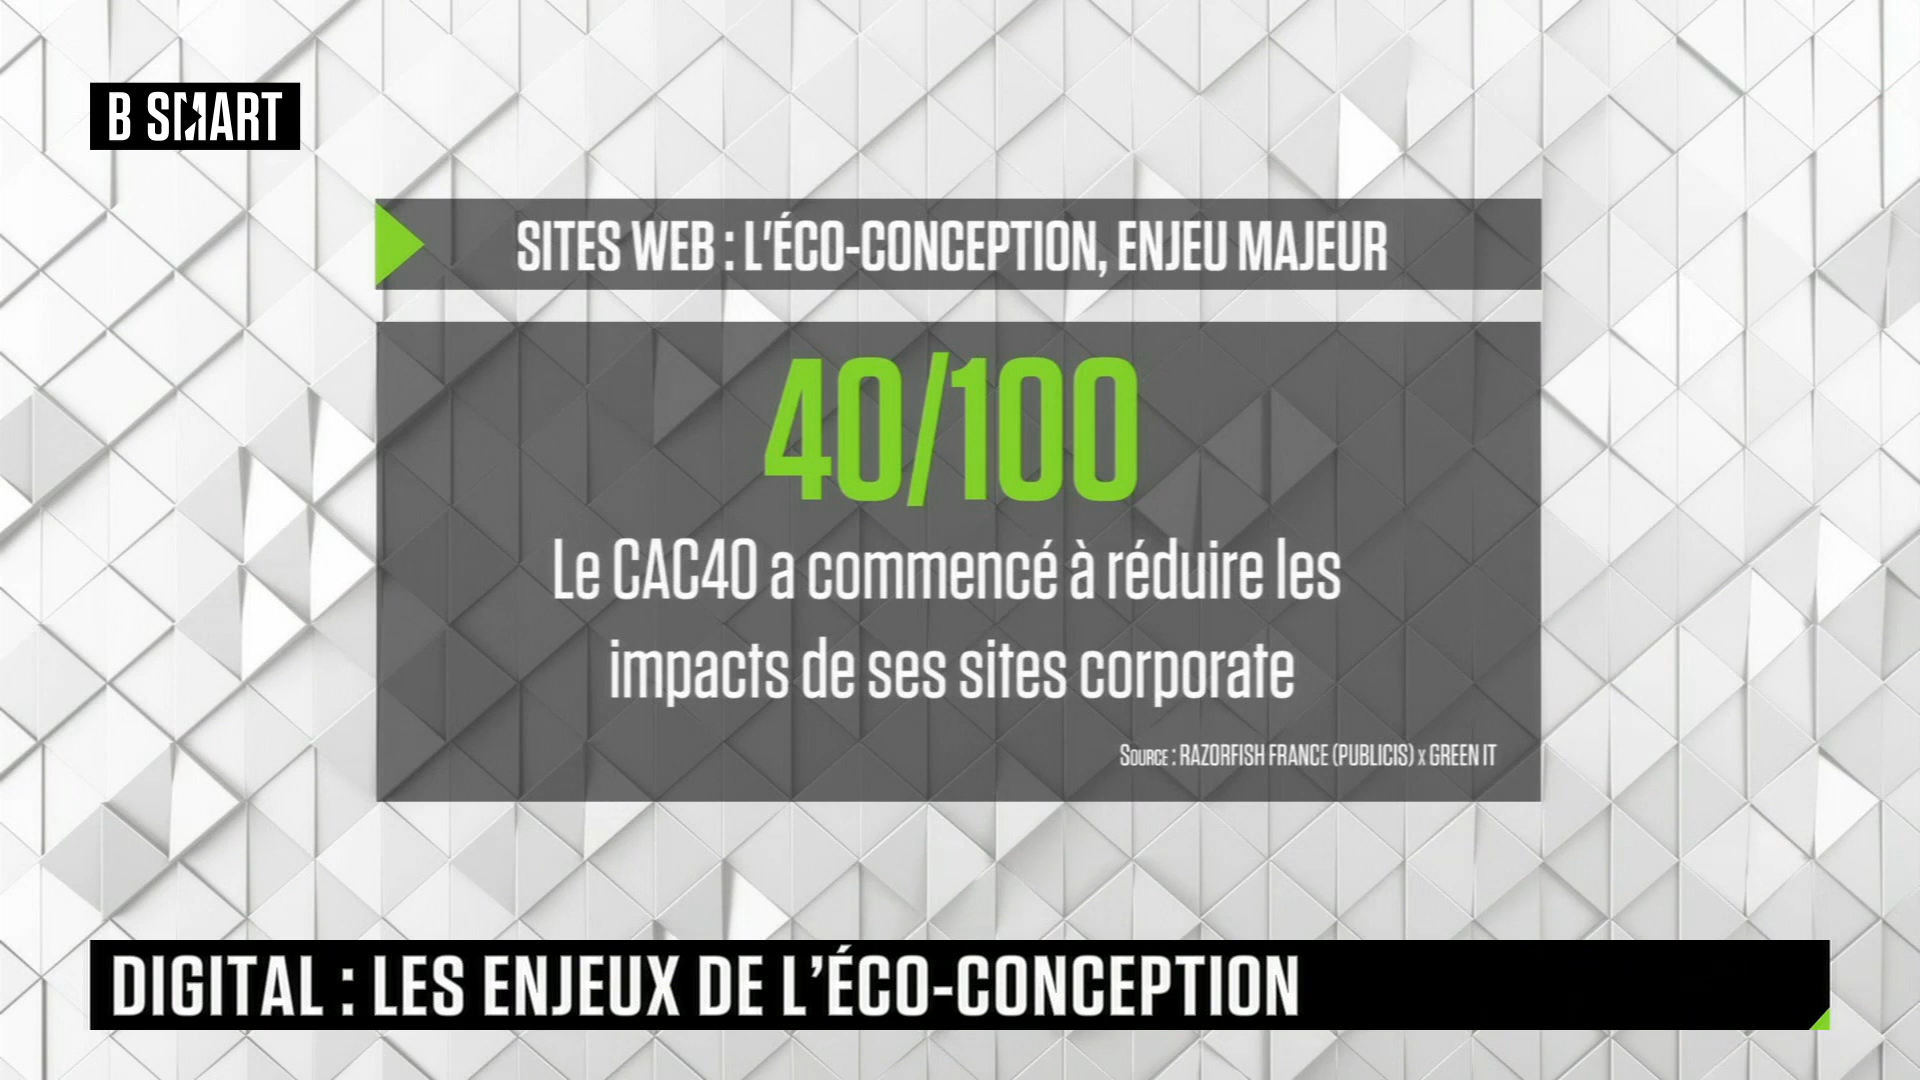 B SMART
SITES WEB : L'ÉCO-CONCEPTION, ENJEU MAJEUR
40/100
Le CAC40 a commencé à réduire les
impacts de ses sites corporate
Source : RAZORFISH FRANCE (PUBLICIS) x GREEN IT
DIGITAL : LES ENJEUX DE L’ÉCO-CONCEPTION